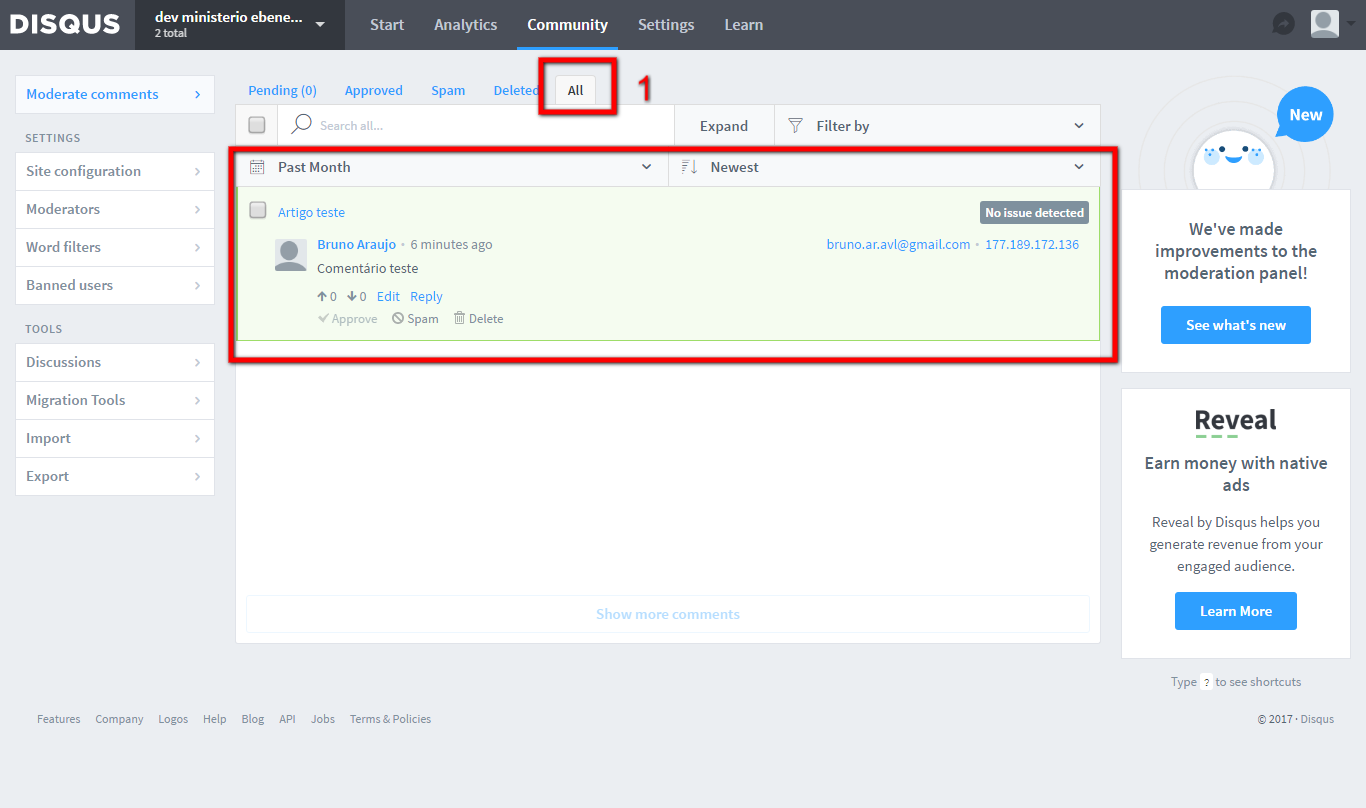 DISQUS
dev ministerio ebene...
2 total
Start Analytics Community Settings Learn
Moderate comments
SETTINGS
Site configuration
Moderators
Word filters
Banned users
TOOLS
Discussions
Migration Tools
Import
Export
Pending (0) Approved Spam Deleted All 1
Search all... Expand Filter by
Past Month Newest
Artigo teste No issue detected
Bruno Araujo • 6 minutes ago bruno.ar.avl@gmail.com • 177.189.172.136
Comentário teste
0 0 Edit Reply
Approve Spam Delete
Show more comments
New
We've made
improvements to the
moderation panel!
See what's new
Reveal
Earn money with native
ads
Reveal by Disqus helps you
generate revenue from your
engaged audience.
Learn More
Type ? to see shortcuts
Features Company Logos Help Blog API Jobs Terms & Policies © 2017 · Disqus